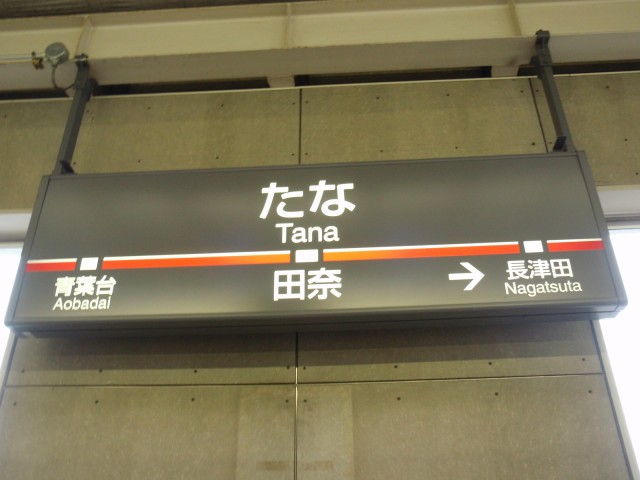 たな
Tana
田奈
青葉台
Aobadai
→ 長津田
Nagatsuta